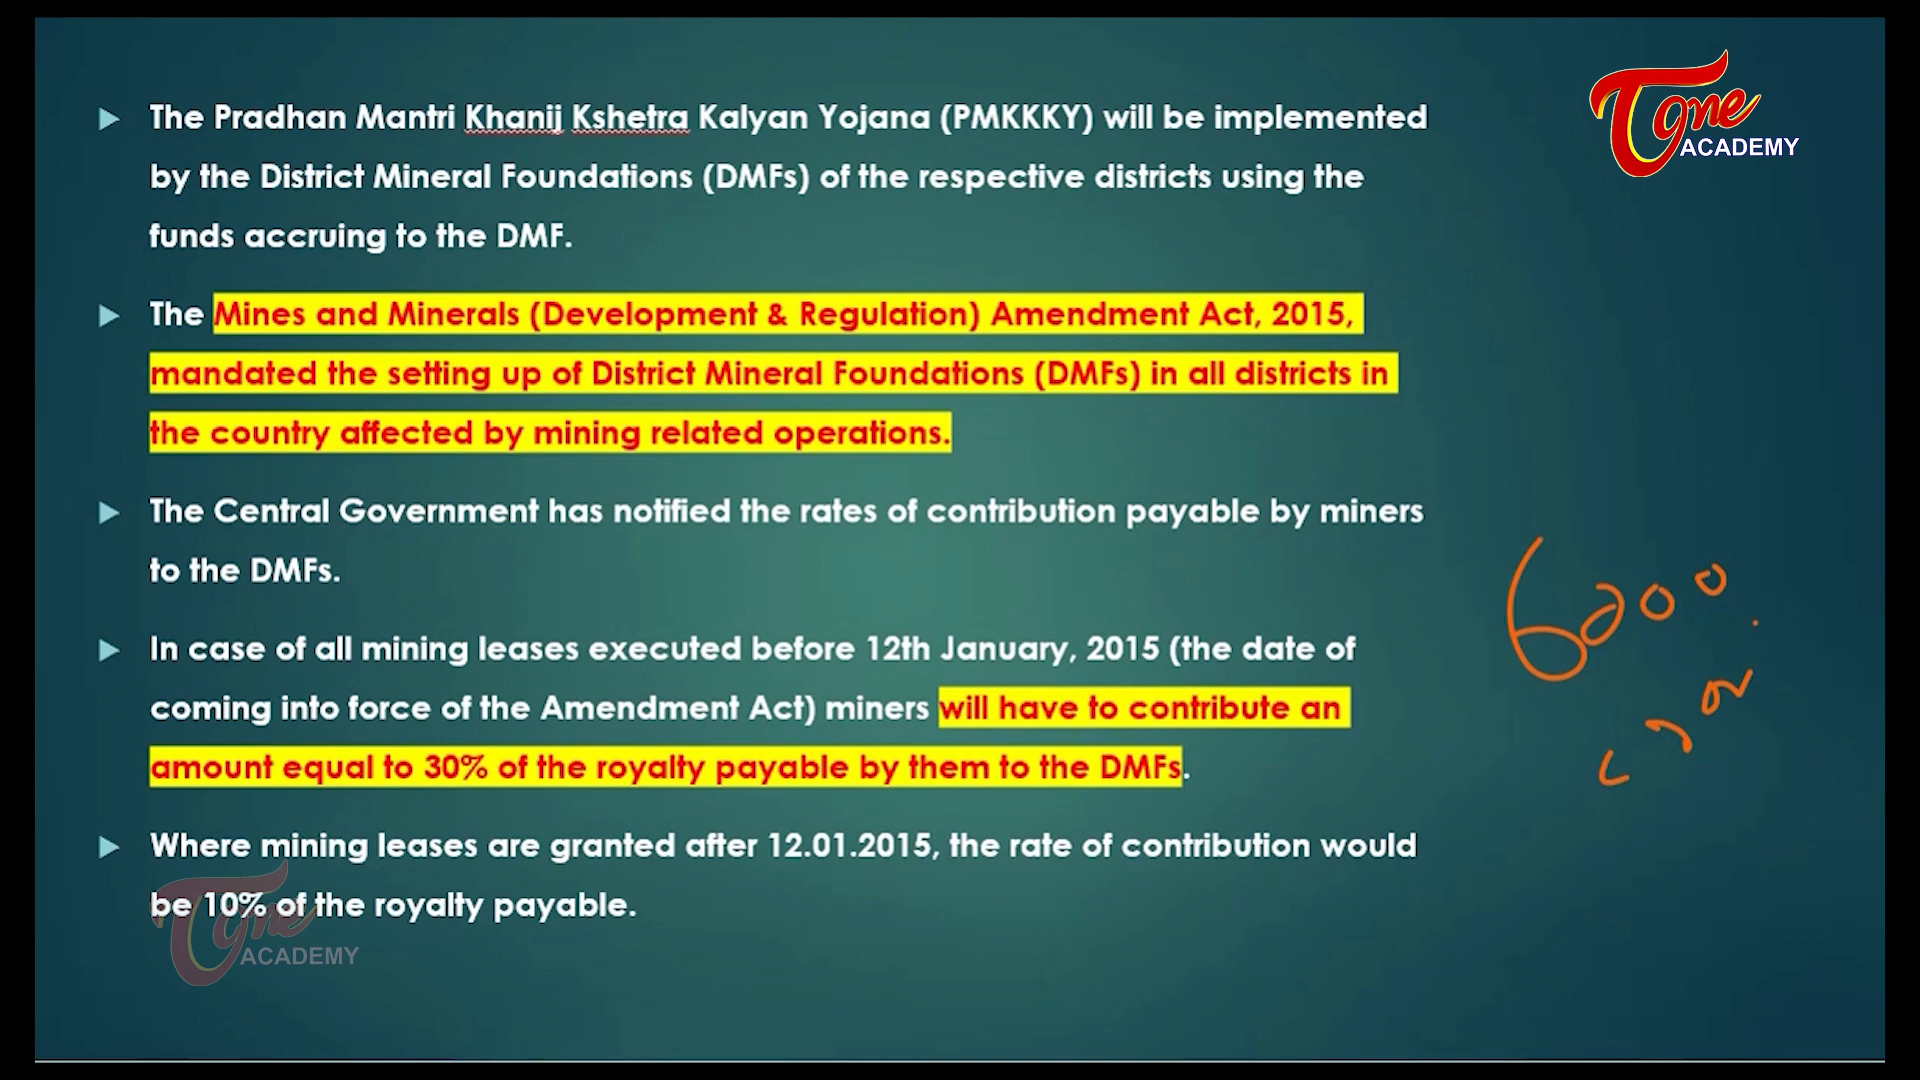 Tone
ACADEMY
The Pradhan Mantri Khanij Kshetra Kalyan Yojana (PMKKKY) will be implemented
by the District Mineral Foundations (DMFs) of the respective districts using the
funds accruing to the DMF.
The Mines and Minerals (Development & Regulation) Amendment Act, 2015,
mandated the setting up of District Mineral Foundations (DMFs) in all districts in
the country affected by mining related operations.
The Central Government has notified the rates of contribution payable by miners
to the DMFs.
In case of all mining leases executed before 12th January, 2015 (the date of
coming into force of the Amendment Act) miners will have to contribute an
amount equal to 30% of the royalty payable by them to the DMFs.
Where mining leases are granted after 12.01.2015, the rate of contribution would
be 10% of the royalty payable.
6000
Tone
ACADEMY